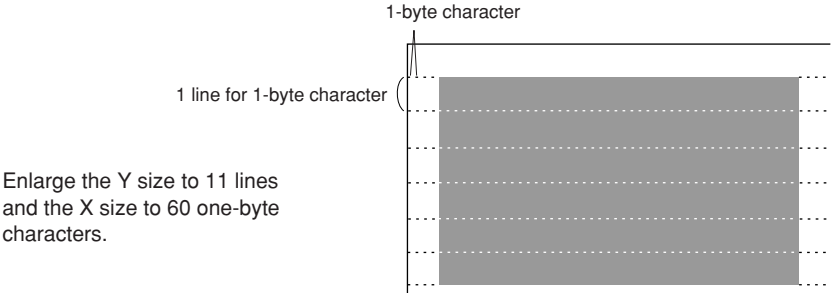 1-byte character
1 line for 1-byte character
Enlarge the Y size to 11 lines
and the X size to 60 one-byte
characters.